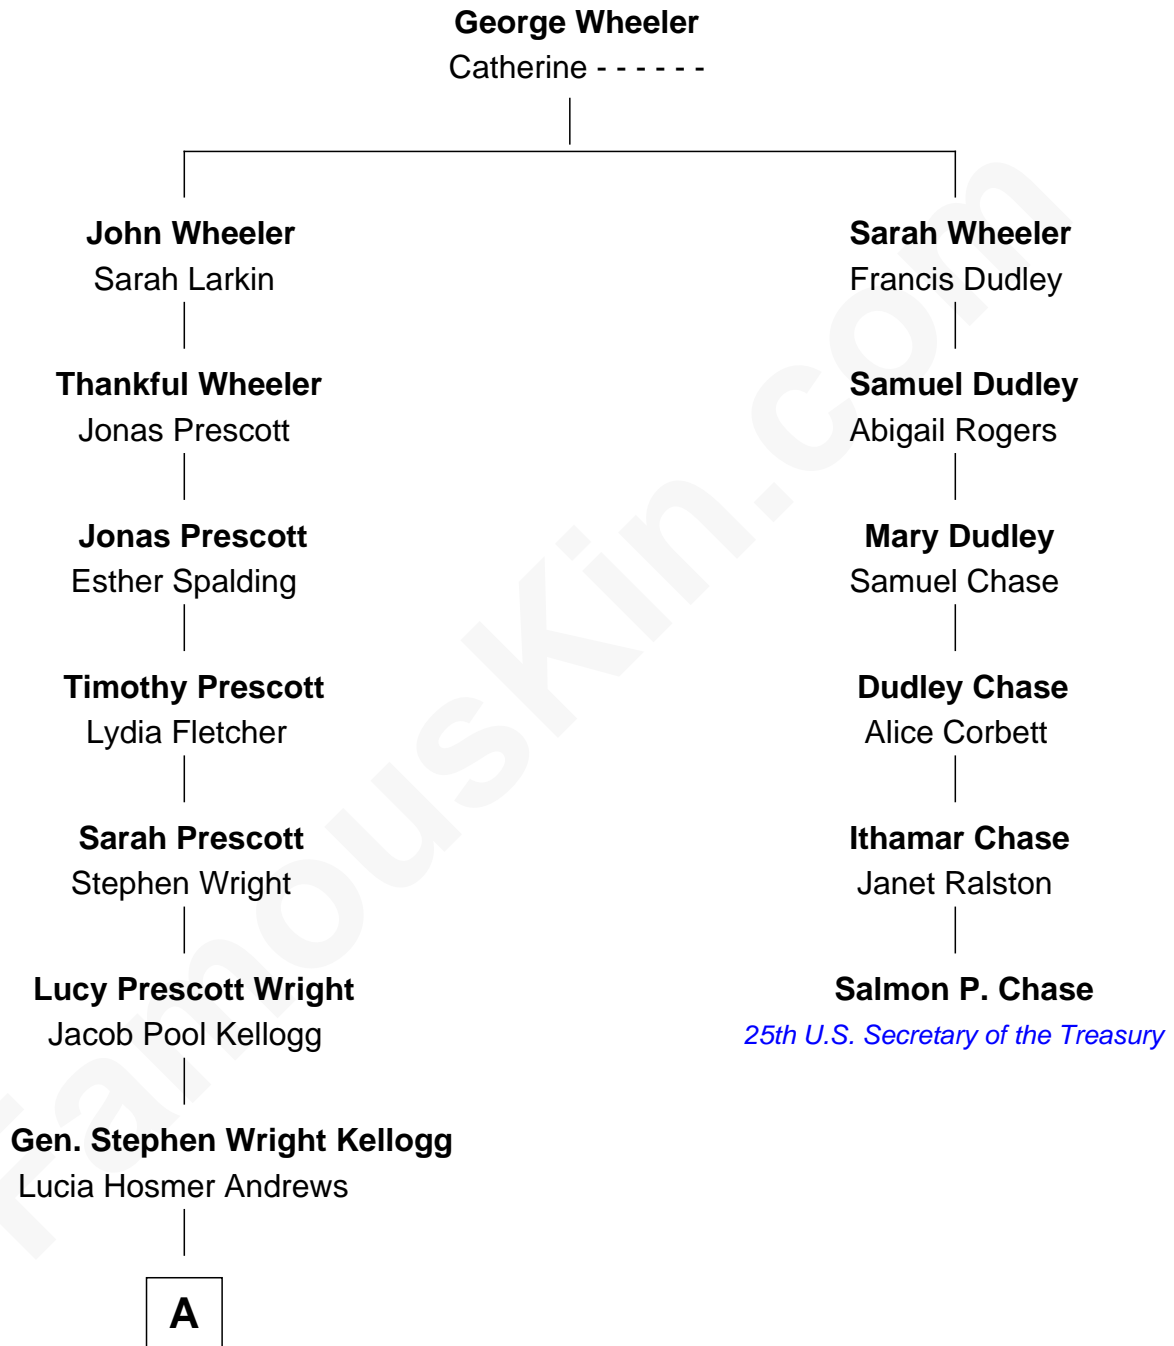 George Wheeler
Catherine - - - - - -
John Wheeler
Sarah Larkin
Sarah Wheeler
Francis Dudley
Thankful Wheeler
Jonas Prescott
Samuel Dudley
Abigail Rogers
Jonas Prescott
Esther Spalding
Mary Dudley
Samuel Chase
Timothy Prescott
Lydia Fletcher
Dudley Chase
Alice Corbett
Sarah Prescott
Stephen Wright
Ithamar Chase
Janet Ralston
Lucy Prescott Wright
Jacob Pool Kellogg
Salmon P. Chase
25th U.S. Secretary of the Treasury
Gen. Stephen Wright Kellogg
Lucia Hosmer Andrews
A
FamousKin.com